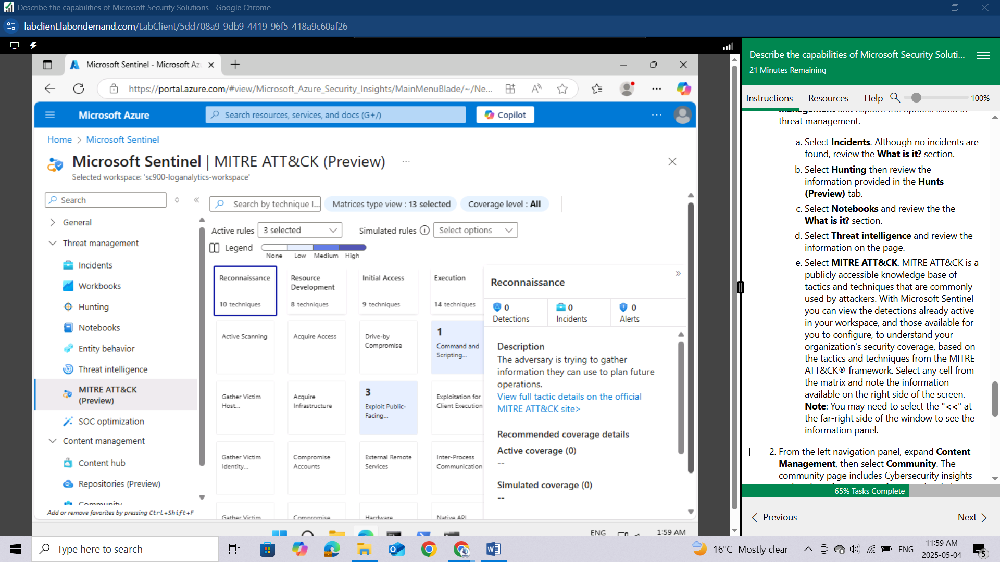 Describe the capabilities of Microsoft Security Solutions - Google Chrome
labclient.labondemand.com/LabClient/5dd708a9-9db9-4419-96f5-418a9c60af26
Microsoft Sentinel - Microsoft Az
https://portal.azure.com/#view/Microsoft_Azure_Security_Insights/MainMenuBlade/~/Ne...
Microsoft Azure
Search resources, services, and docs (G+/)
Copilot
Home > Microsoft Sentinel
Microsoft Sentinel | MITRE ATT&CK (Preview)
Selected workspace: 'sc900-loganalytics-workspace'
Search
General
Threat management
Incidents
Workbooks
Hunting
Notebooks
Entity behavior
Threat intelligence
MITRE ATT&CK
(Preview)
SOC optimization
Content management
Content hub
Repositories (Preview)
Community
Add or remove favorites by pressing Ctrl+Shift+F
Search by technique I...
Matrices type view : 13 selected
Coverage level : All
Active rules
3 selected
Simulated rules
Select options
Legend
None Low Medium High
Reconnaissance
10 techniques
Resource
Development
8 techniques
Initial Access
9 techniques
Execution
14 techniques
Active Scanning
Acquire Access
Drive-by
Compromise
1
Command and
Scripting...
Gather Victim
Host...
Acquire
Infrastructure
3
Exploit Public-
Facing...
Exploitation for
Client Execution
Gather Victim
Identity...
Compromise
Accounts
External Remote
Services
Inter-Process
Communication
Gather Victim
Compromise
Hardware
Native API
Reconnaissance
0
Detections
0
Incidents
0
Alerts
Description
The adversary is trying to gather
information they can use to plan future
operations.
View full tactic details on the official
MITRE ATT&CK site>
Recommended coverage details
Active coverage (0)
--
Simulated coverage (0)
--
ENG
1:59 AM
Describe the capabilities of Microsoft Security Soluti...
21 Minutes Remaining
Instructions Resources Help 100%
management and explore the options listed in
threat management.
a. Select Incidents. Although no incidents are
found, review the What is it? section.
b. Select Hunting then review the
information provided in the Hunts
(Preview) tab.
c. Select Notebooks and review the the
What is it? section.
d. Select Threat intelligence and review the
information on the page.
e. Select MITRE ATT&CK. MITRE ATT&CK is a
publicly accessible knowledge base of
tactics and techniques that are commonly
used by attackers. With Microsoft Sentinel
you can view the detections already active
in your workspace, and those available for
you to configure, to understand your
organization's security coverage, based on
the tactics and techniques from the MITRE
ATT&CK® framework. Select any cell from
the matrix and note the information
available on the right side of the screen.
Note: You may need to select the "<<" at
the far-right side of the window to see the
information panel.
2. From the left navigation panel, expand Content
Management, then select Community. The
community page includes Cybersecurity insights
65% Tasks Complete
Previous
Next
Type here to search
16°C Mostly clear
ENG
11:59 AM
2025-05-04
5